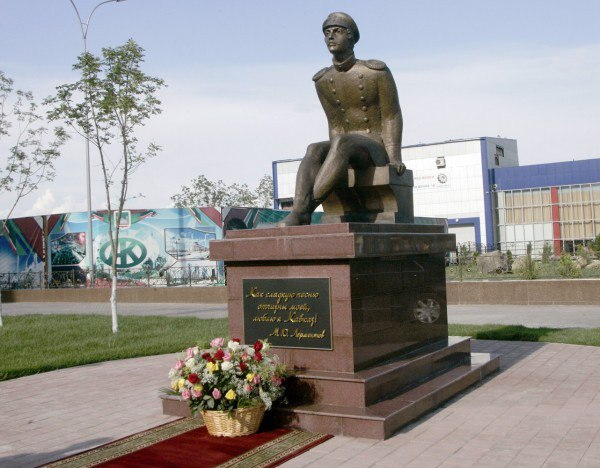 Как сладкую песню
отчизны моей,
люблю я Кавказ!
М.Ю. Лермонтов